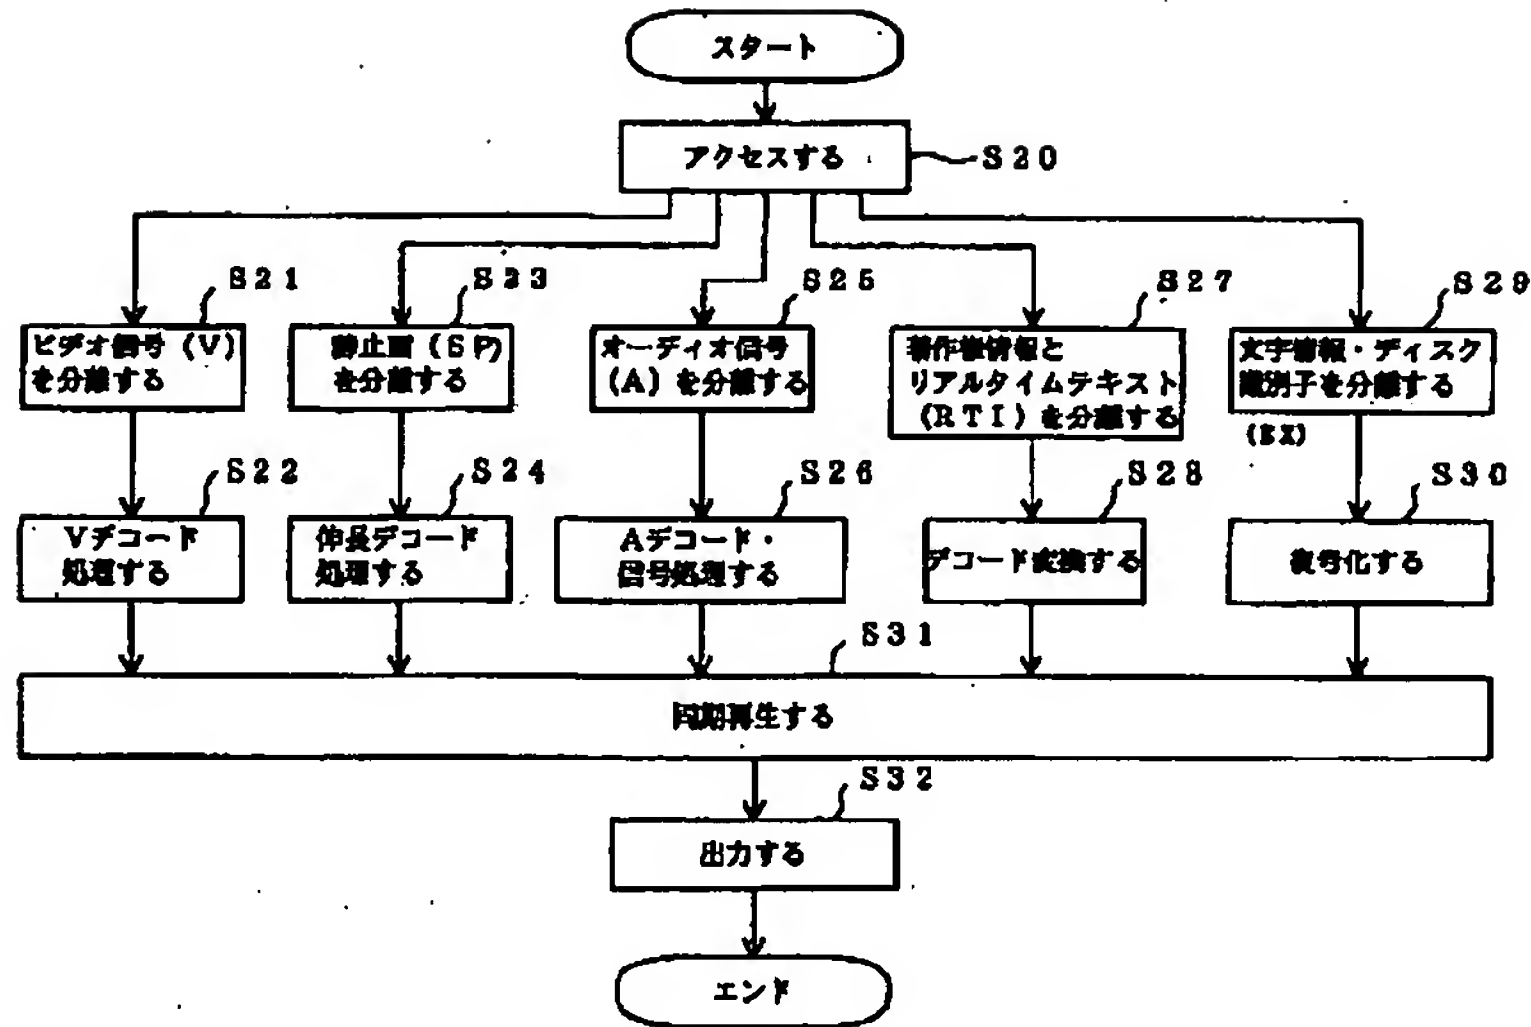 スタート
アクセスする
S20
S21
S23
S25
S27
S29
ビデオ信号(V)
を分離する
静止画(SP)
を分離する
オーディオ信号
(A)を分離する
著作権情報と
リアルタイムテキスト
(RTI)を分離する
文字情報・ディスク
識別子を分離する
S22
S24
S26
S28
S30
Vデコード
処理する
伸長デコード
処理する
Aデコード・
信号処理する
デコード変換する
復号化する
S31
同期再生する
S32
出力する
エンド